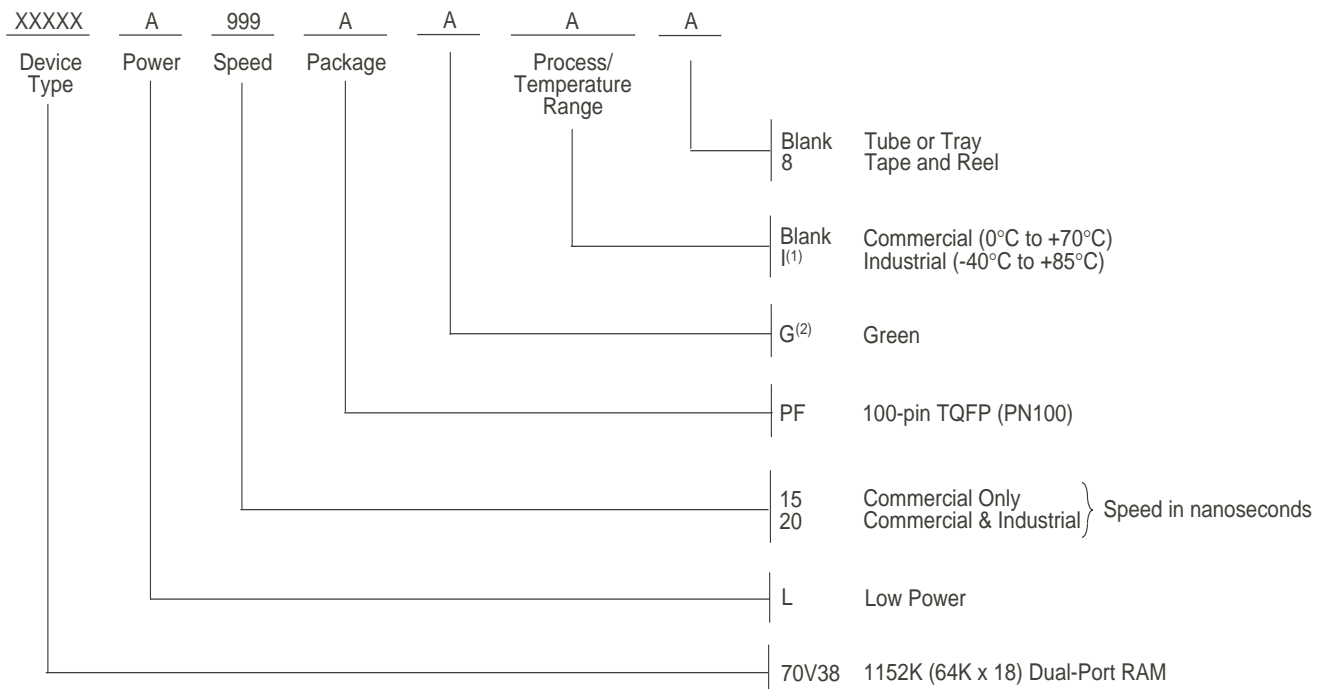 XXXXX A 999 A A A A
Device Type Power Speed Package Process/ Temperature Range
Blank Tube or Tray
8 Tape and Reel
Blank Commercial (0°C to +70°C)
I(1) Industrial (-40°C to +85°C)
G(2) Green
PF 100-pin TQFP (PN100)
15 Commercial Only
20 Commercial & Industrial
Speed in nanoseconds
L Low Power
70V38 1152K (64K x 18) Dual-Port RAM